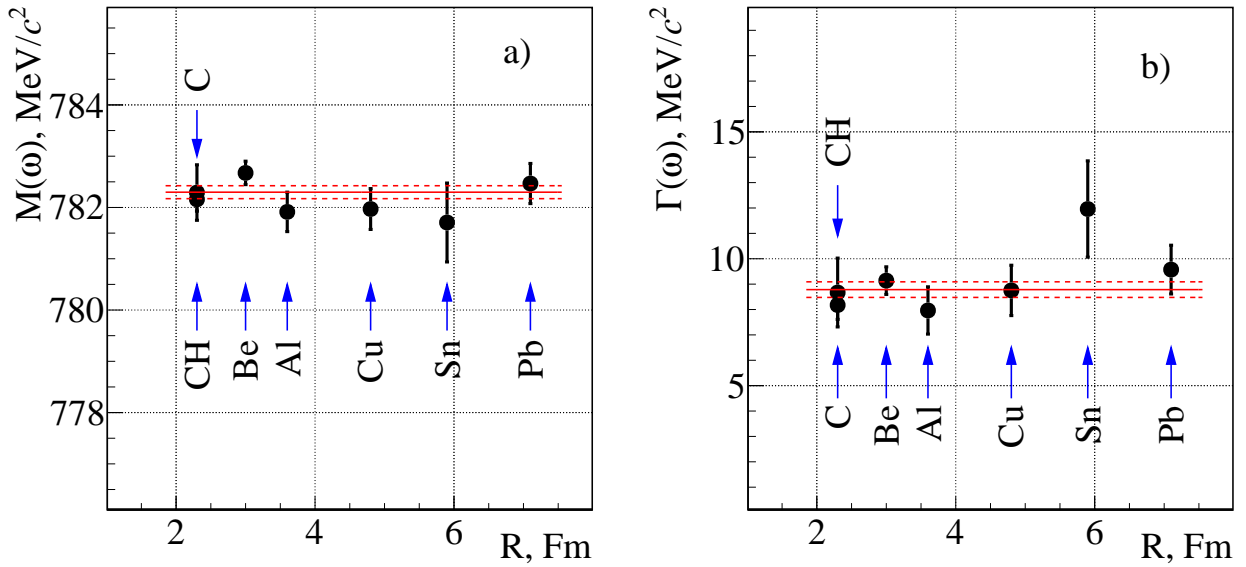 M(ω), MeV/c²
a)
C
784
782
780
778
CH
Be
Al
Cu
Sn
Pb
2 4 6
R, Fm
Γ(ω), MeV/c²
b)
CH
15
10
5
C
Be
Al
Cu
Sn
Pb
2 4 6
R, Fm